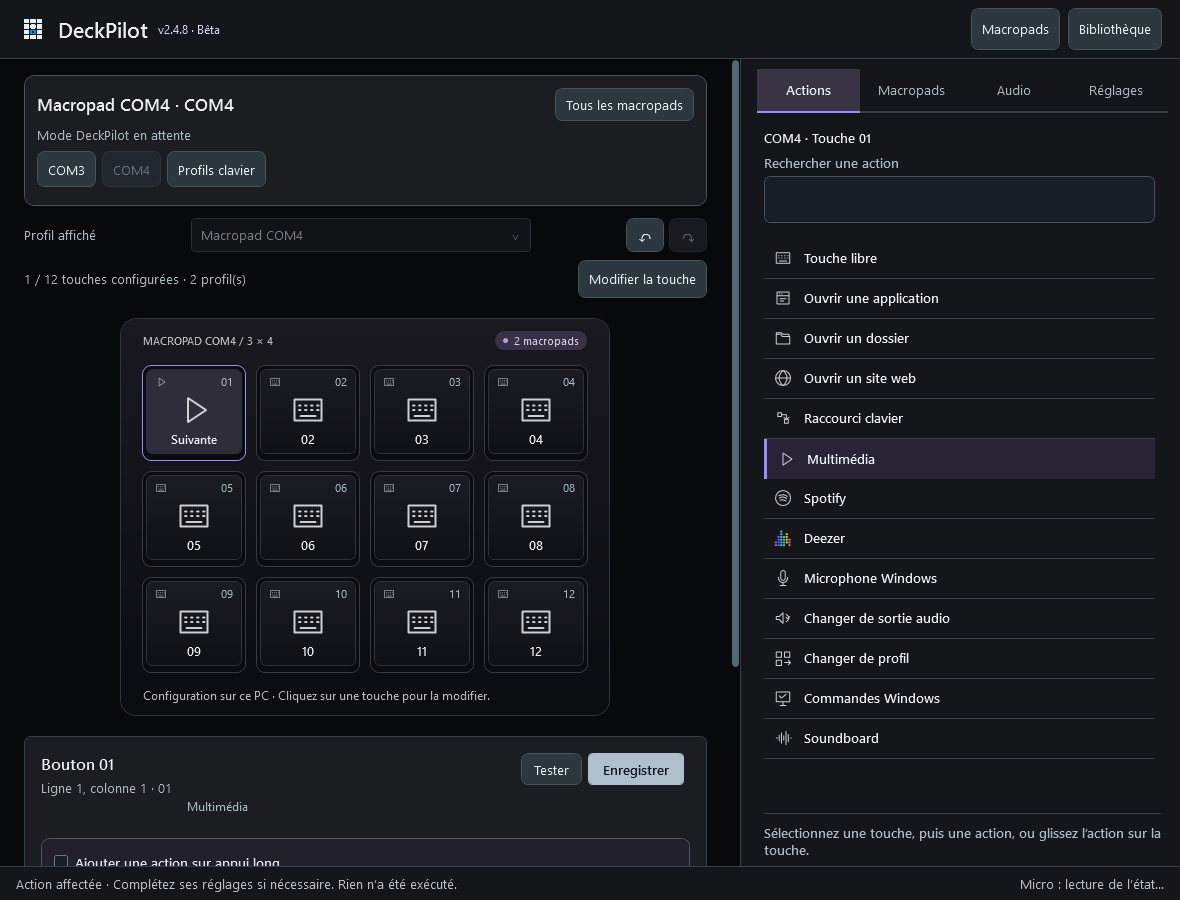 DeckPilot v2.4.8 · Bêta
Macropads
Bibliothèque
Macropad COM4 · COM4
Tous les macropads
Mode DeckPilot en attente
COM3
COM4
Profils clavier
Profil affiché
Macropad COM4
1 / 12 touches configurées · 2 profil(s)
Modifier la touche
MACROPAD COM4 / 3 × 4
2 macropads
01
Suivante
02
02
03
03
04
04
05
05
06
06
07
07
08
08
09
09
10
10
11
11
12
12
Configuration sur ce PC · Cliquez sur une touche pour la modifier.
Bouton 01
Tester
Enregistrer
Ligne 1, colonne 1 · 01
Multimédia
Ajouter une action sur appui long
Actions
Macropads
Audio
Réglages
COM4 · Touche 01
Rechercher une action
Touche libre
Ouvrir une application
Ouvrir un dossier
Ouvrir un site web
Raccourci clavier
Multimédia
Spotify
Deezer
Microphone Windows
Changer de sortie audio
Changer de profil
Commandes Windows
Soundboard
Sélectionnez une touche, puis une action, ou glissez l'action sur la
touche.
Action affectée · Complétez ses réglages si nécessaire. Rien n'a été exécuté.
Micro : lecture de l'état...